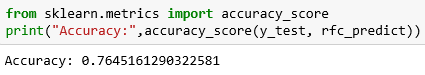 from sklearn.metrics import accuracy_score
print("Accuracy:",accuracy_score(y_test, rfc_predict))
Accuracy: 0.7645161290322581